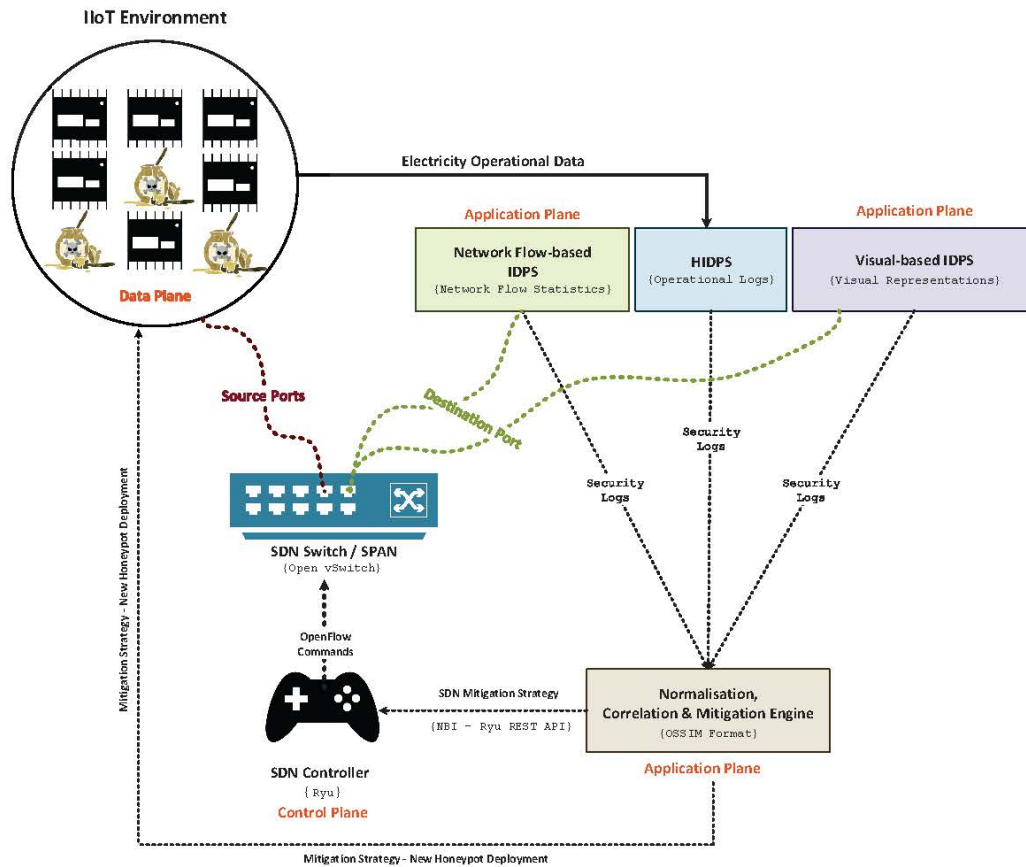 IIoT Environment
Data Plane
Electricity Operational Data
Application Plane
Application Plane
Network Flow-based
IDPS
{Network Flow Statistics}
HIDPS
{Operational Logs}
Visual-based IDPS
{Visual Representations}
Source Ports
Destination Port
Security
Logs
Security
Logs
Security
Logs
SDN Switch / SPAN
{Open vSwitch}
OpenFlow
Commands
Mitigation Strategy - New Honeypot Deployment
SDN Mitigation Strategy
{NBI - Ryu REST API}
Normalisation,
Correlation & Mitigation Engine
{OSSIM Format}
Application Plane
SDN Controller
{Ryu}
Control Plane
Mitigation Strategy - New Honeypot Deployment